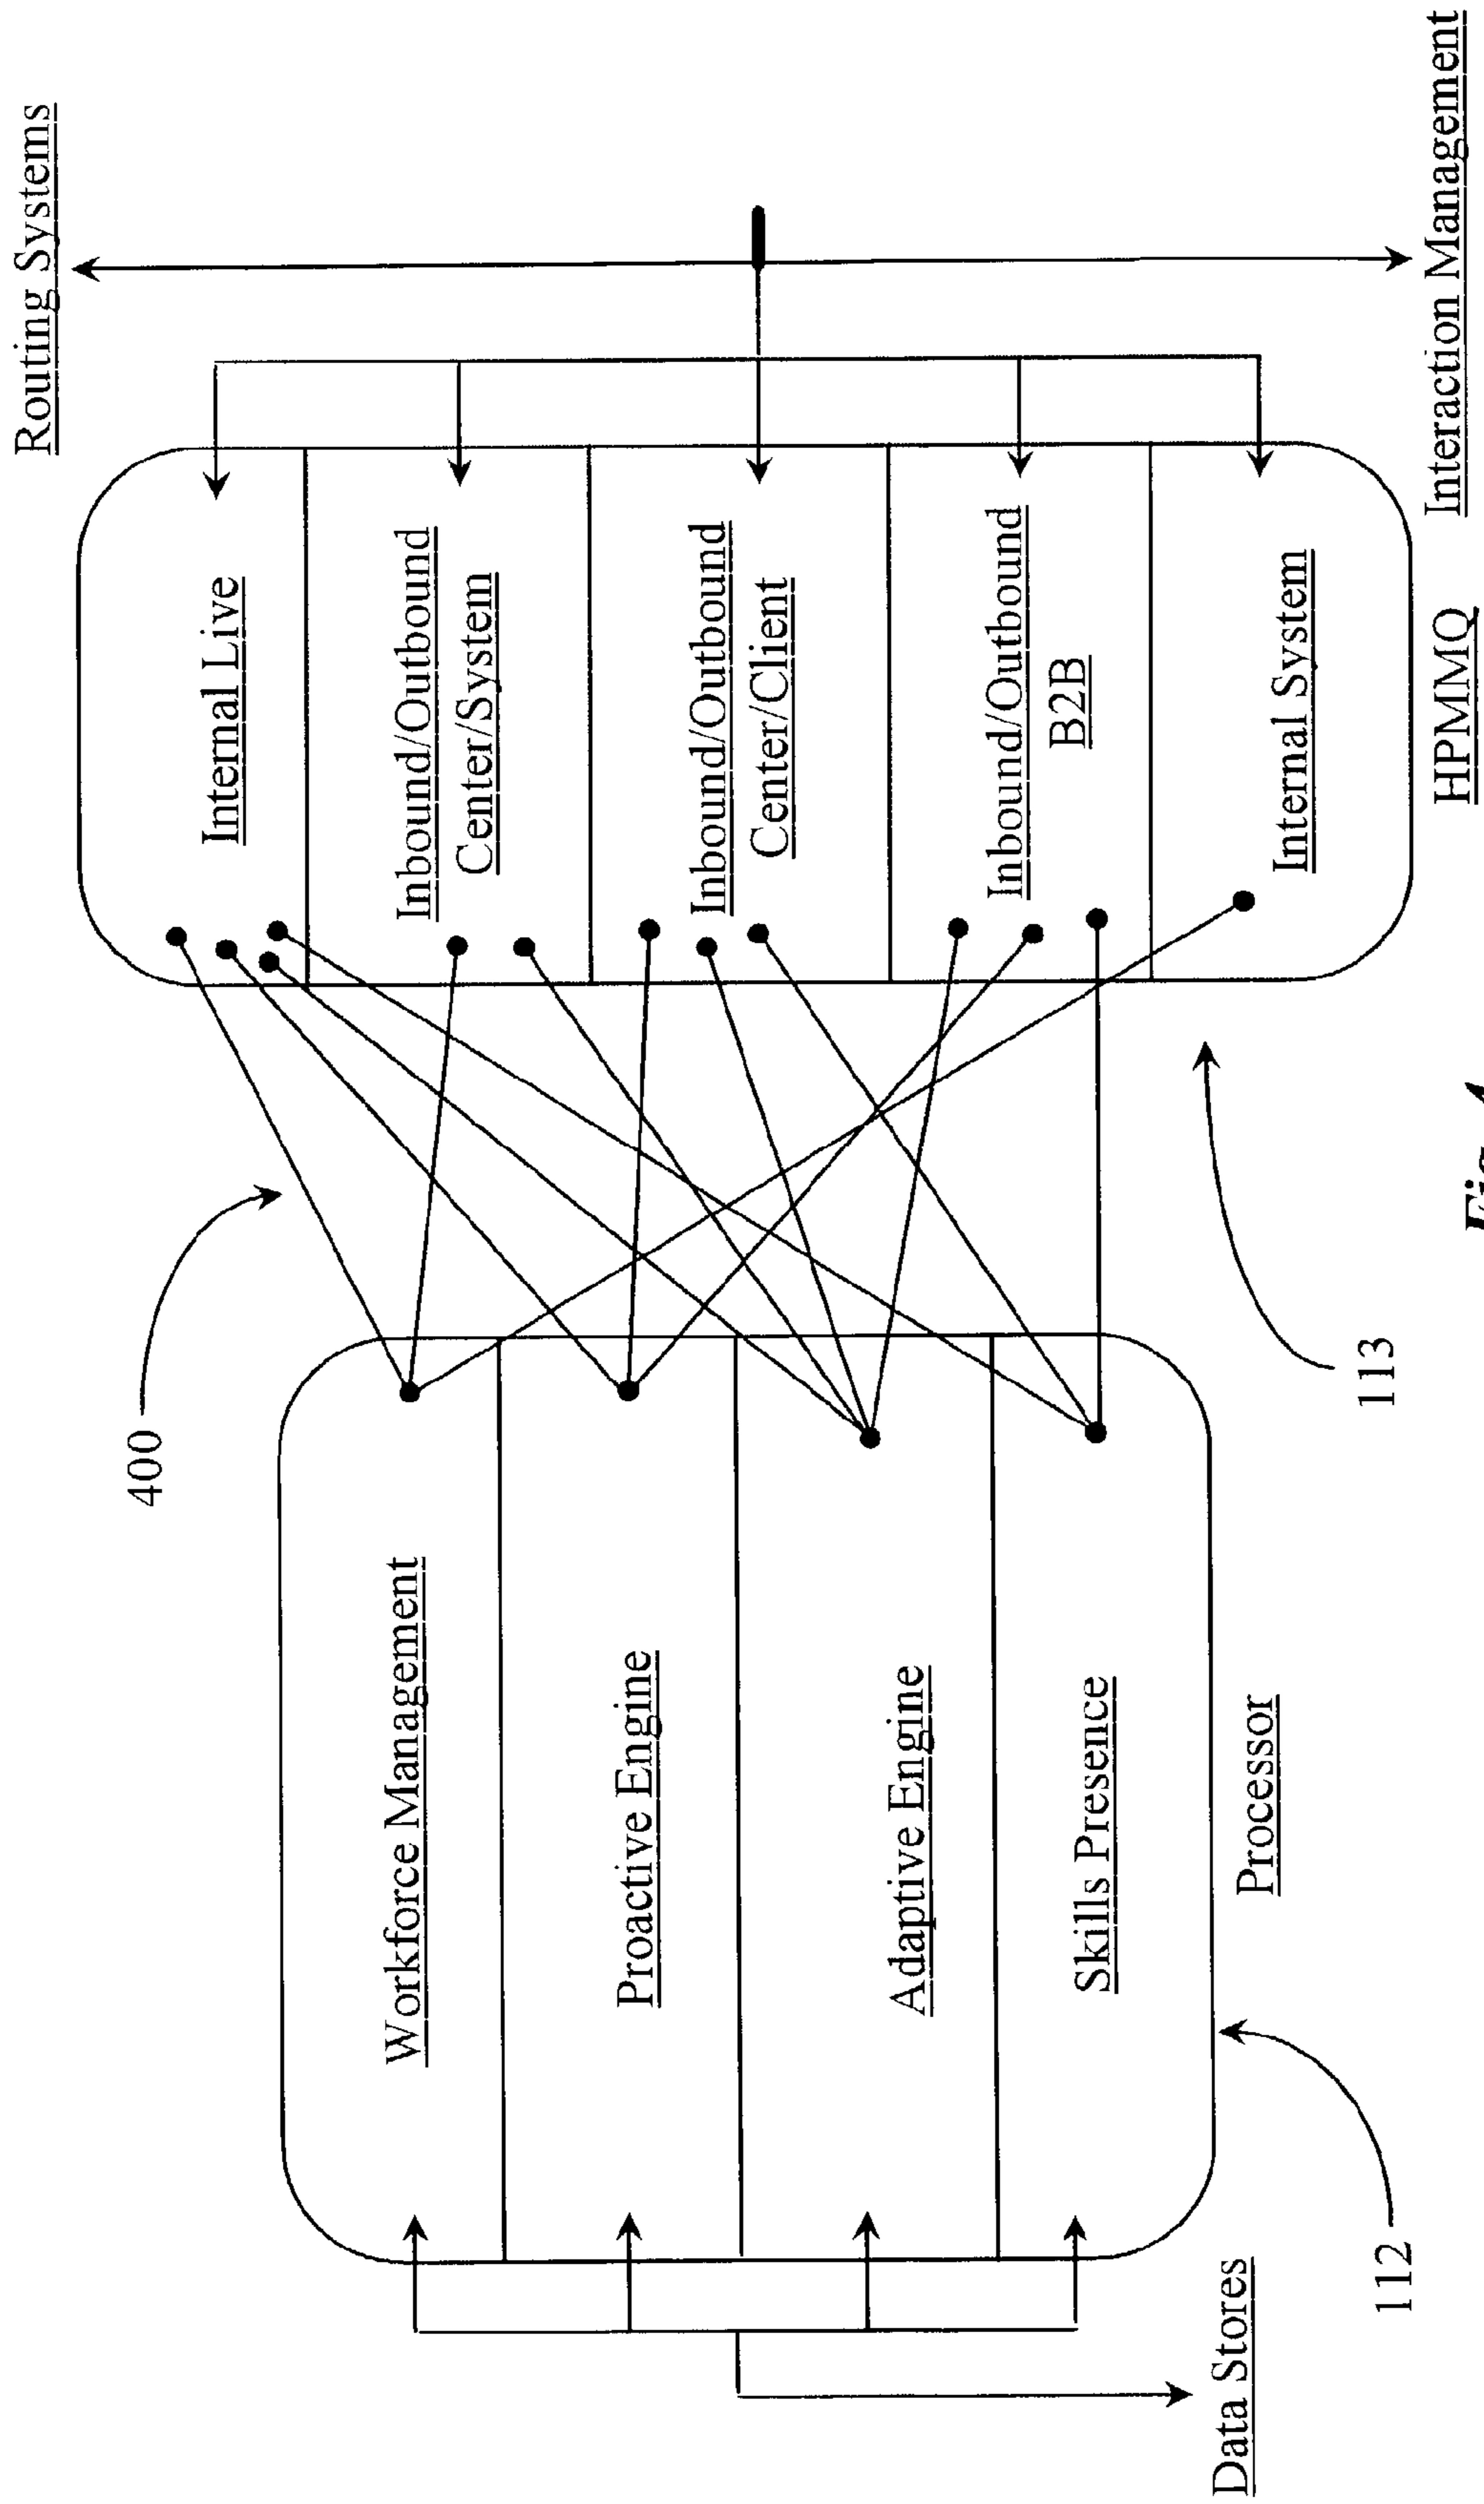 Routing Systems
Internal Live
Inbound/Outbound
Center/System
Inbound/Outbound
Center/Client
Inbound/Outbound
B2B
Internal System
HPMMQ
Interaction Management
400
113
Workforce Management
Proactive Engine
Adaptive Engine
Skills Presence
Processor
112
Data Stores